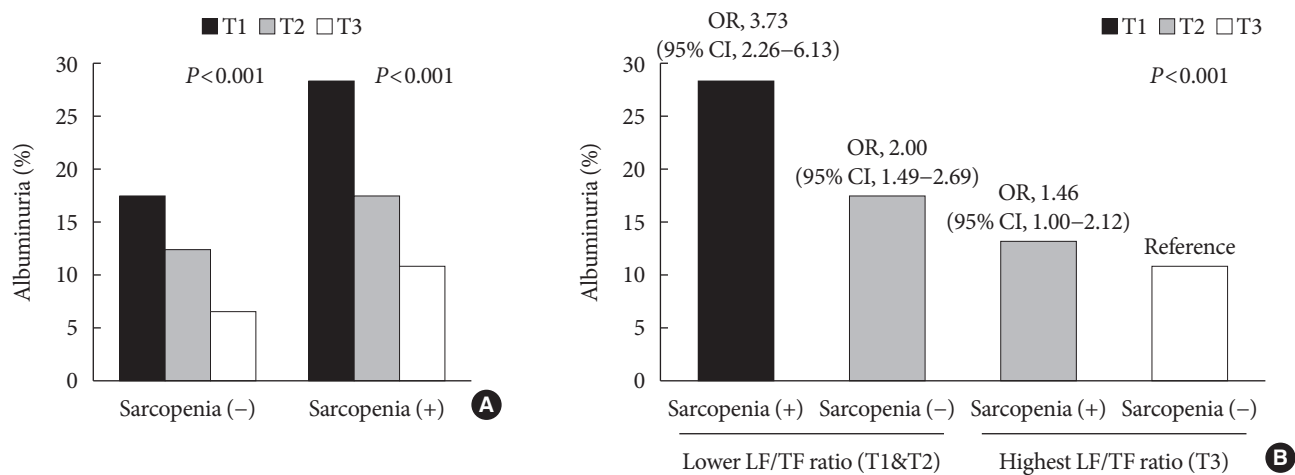 T1 T2 T3
P<0.001 P<0.001
Albuminuria (%)
30
25
20
15
10
5
0
Sarcopenia (−) Sarcopenia (+)
A
OR, 3.73
(95% CI, 2.26−6.13)
T1 T2 T3
P<0.001
Albuminuria (%)
30
25
20
15
10
5
0
OR, 2.00
(95% CI, 1.49−2.69)
OR, 1.46
(95% CI, 1.00−2.12)
Reference
Sarcopenia (+) Sarcopenia (−) Sarcopenia (+) Sarcopenia (−)
Lower LF/TF ratio (T1&T2) Highest LF/TF ratio (T3)
B